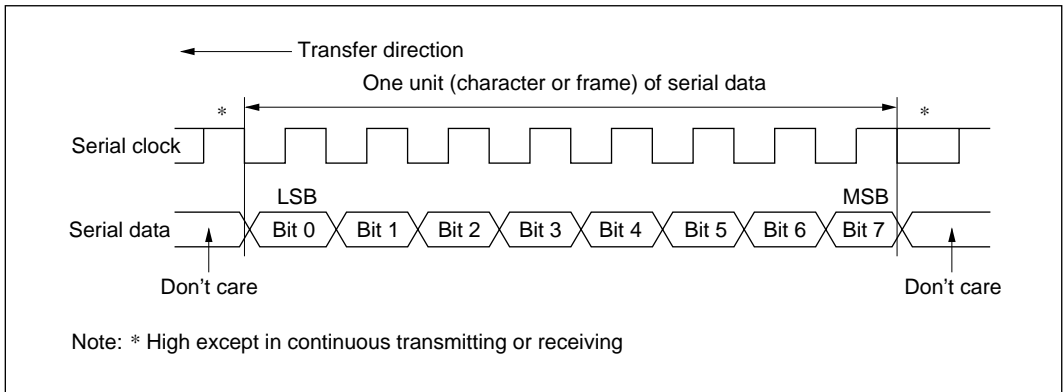 Transfer direction
One unit (character or frame) of serial data
* *
Serial clock
LSB MSB
Serial data Bit 0 Bit 1 Bit 2 Bit 3 Bit 4 Bit 5 Bit 6 Bit 7
Don't care Don't care
Note: * High except in continuous transmitting or receiving